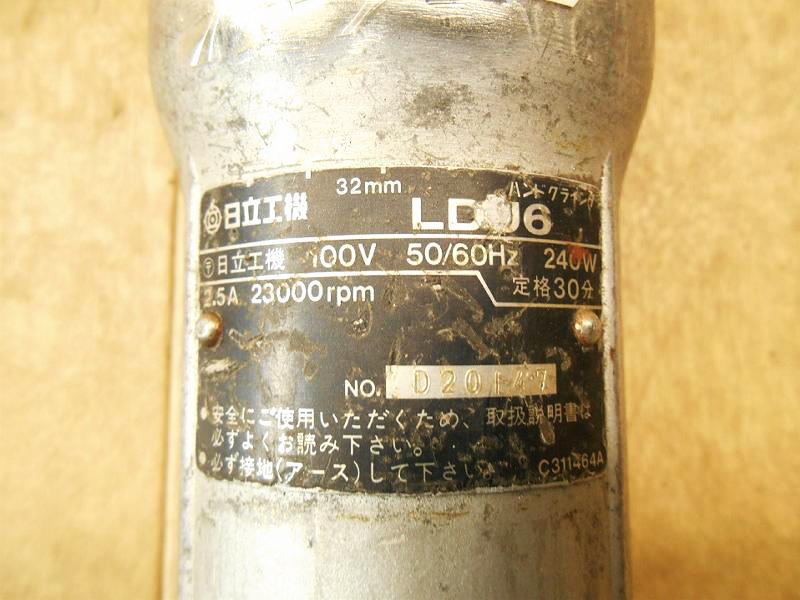 32mm ハンドグラインダ
日立工機 LDU6
〒日立工機 100V 50/60Hz 240W
2.5A 23000rpm 定格30分
NO. D20147
●安全にご使用いただくため、取扱説明書は
必ずよくお読み下さい。
●必ず接地(アース)して下さい。 C311464A